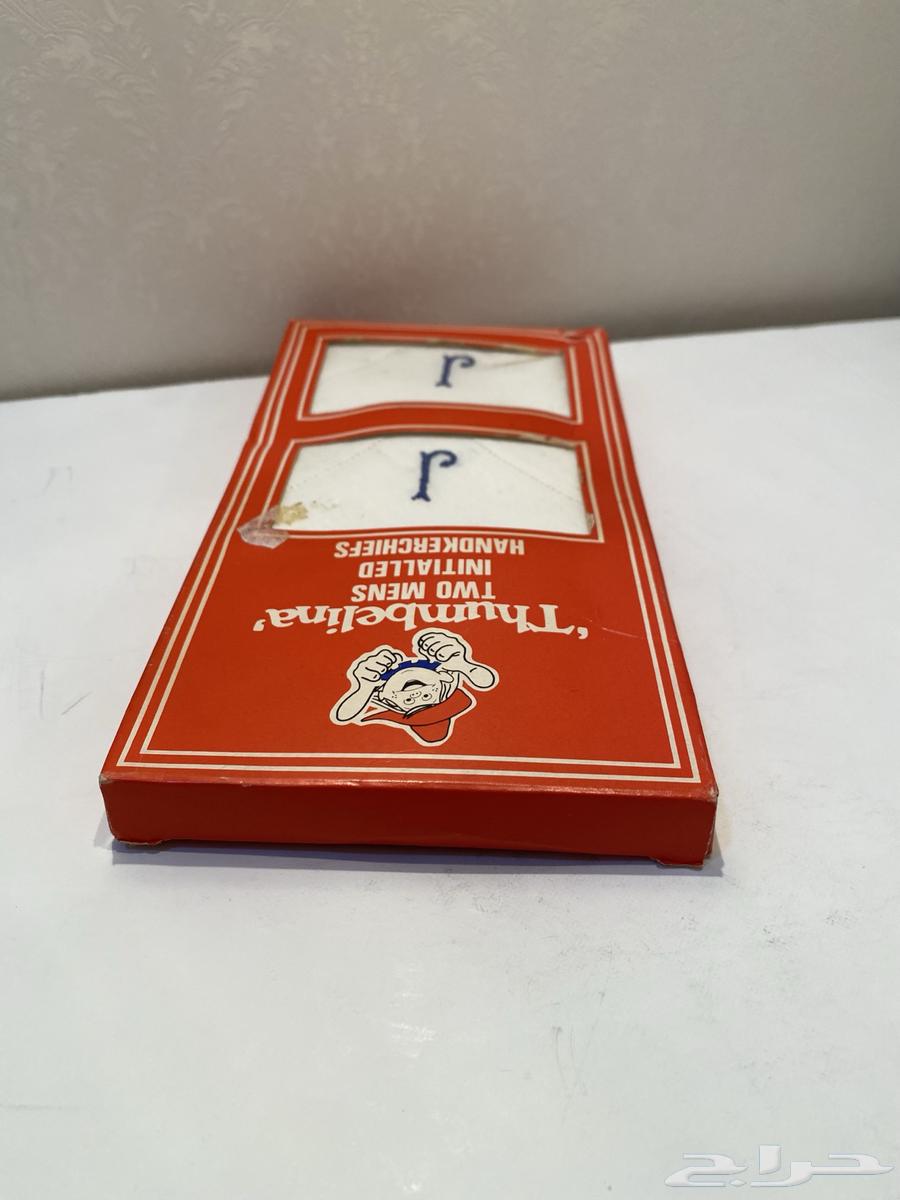 'Thumbelina'
TWO MENS
INITIALLED
HANDKERCHIEFS
J
J
حراج